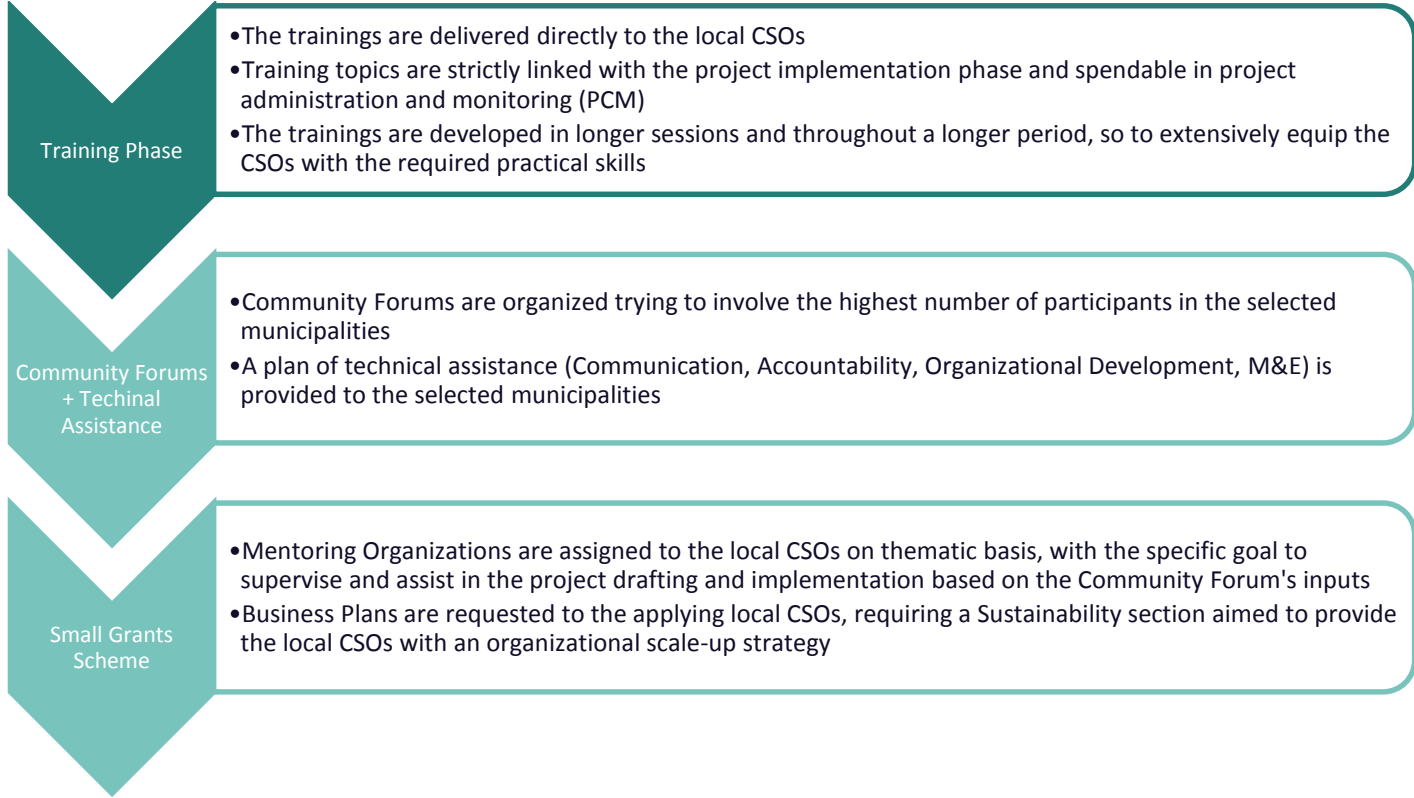 Training Phase
•The trainings are delivered directly to the local CSOs
•Training topics are strictly linked with the project implementation phase and spendable in project
administration and monitoring (PCM)
•The trainings are developed in longer sessions and throughout a longer period, so to extensively equip the
CSOs with the required practical skills
Community Forums
+ Techinal
Assistance
•Community Forums are organized trying to involve the highest number of participants in the selected
municipalities
•A plan of technical assistance (Communication, Accountability, Organizational Development, M&E) is
provided to the selected municipalities
Small Grants
Scheme
•Mentoring Organizations are assigned to the local CSOs on thematic basis, with the specific goal to
supervise and assist in the project drafting and implementation based on the Community Forum's inputs
•Business Plans are requested to the applying local CSOs, requiring a Sustainability section aimed to provide
the local CSOs with an organizational scale-up strategy